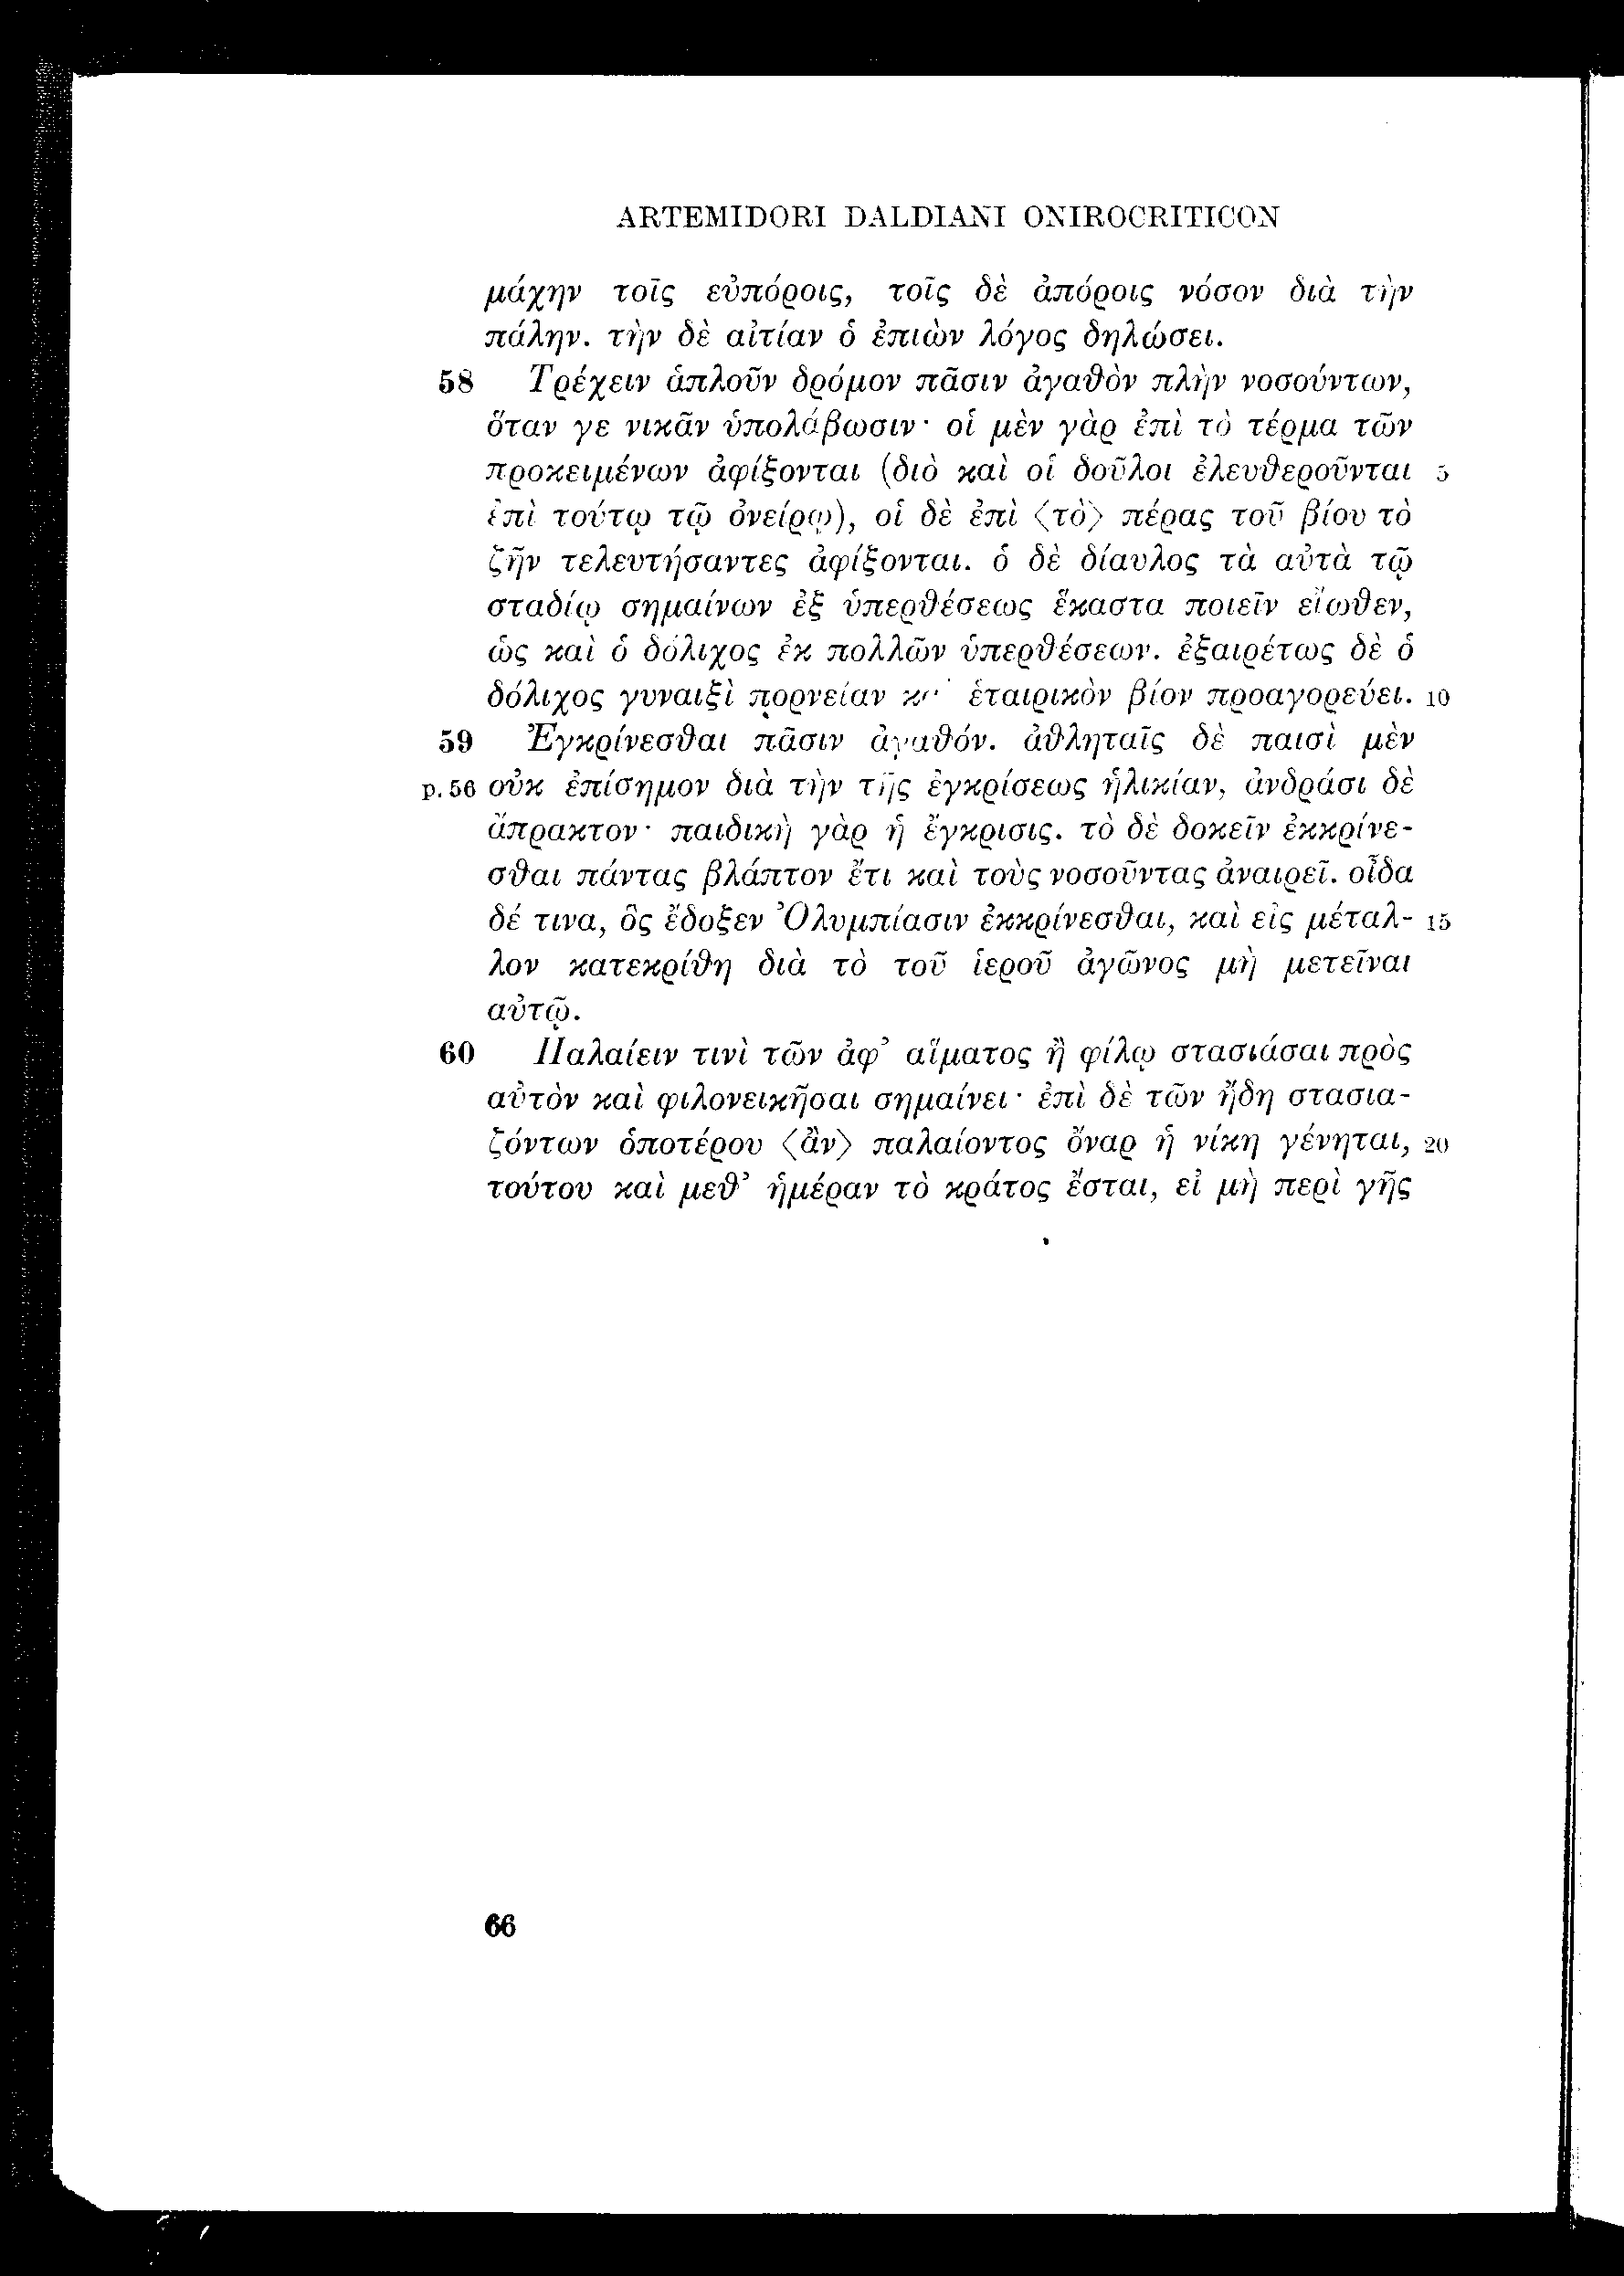 ARTEMIDORI DALDIANI ONIROCRITICON
μάχην τοῖς εὐπόροις, τοῖς δὲ ἀπόροις νόσον διὰ τὴν
πάλην. τὴν δὲ αἰτίαν ὁ ἐπιὼν λόγος δηλώσει.
58 Τρέχειν ἁπλοῦν δρόμον πᾶσιν ἀγαθὸν πλὴν νοσούντων,
ὅταν γε νικᾶν ὑπολάβωσιν· οἱ μὲν γὰρ ἐπὶ τὸ τέρμα τῶν
προκειμένων ἀφίξονται (διὸ καὶ οἱ δοῦλοι ἐλευθεροῦνται 5
ἐπὶ τούτῳ τῷ ὀνείρῳ), οἱ δὲ ἐπὶ ⟨τὸ⟩ πέρας τοῦ βίου τὸ
ζῆν τελευτήσαντες ἀφίξονται. ὁ δὲ δίαυλος τὰ αὐτὰ τῷ
σταδίῳ σημαίνων ἐξ ὑπερθέσεως ἕκαστα ποιεῖν εἴωθεν,
ὡς καὶ ὁ δόλιχος ἐκ πολλῶν ὑπερθέσεων. ἐξαιρέτως δὲ ὁ
δόλιχος γυναιξὶ πορνείαν ἑταιρικὸν βίον προαγορεύει. 10
59 Ἐγκρίνεσθαι πᾶσιν ἀγαθόν. ἀθληταῖς δὲ παισὶ μὲν
p. 56 οὐκ ἐπίσημον διὰ τὴν τῆς ἐγκρίσεως ἡλικίαν, ἀνδράσι δὲ
ἄπρακτον· παιδικὴ γὰρ ἡ ἔγκρισις. τὸ δὲ δοκεῖν ἐκκρίνε-
σθαι πάντας βλάπτον ἔτι καὶ τοὺς νοσοῦντας ἀναιρεῖ. οἶδα
δέ τινα, ὃς ἔδοξεν Ὀλυμπίασιν ἐκκρίνεσθαι, καὶ εἰς μέταλ- 15
λον κατεκρίθη διὰ τὸ τοῦ ἱεροῦ ἀγῶνος μὴ μετεῖναι
αὐτῷ.
60 Παλαίειν τινὶ τῶν ἀφ’ αἵματος ἢ φίλῳ στασιάσαι πρὸς
αὐτὸν καὶ φιλονεικῆσαι σημαίνει· ἐπὶ δὲ τῶν ἤδη στασια-
ζόντων ὁποτέρου ⟨ἂν⟩ παλαίοντος ὄναρ ἡ νίκη γένηται, 20
τούτου καὶ μεθ’ ἡμέραν τὸ κράτος ἔσται, εἰ μὴ περὶ γῆς
66